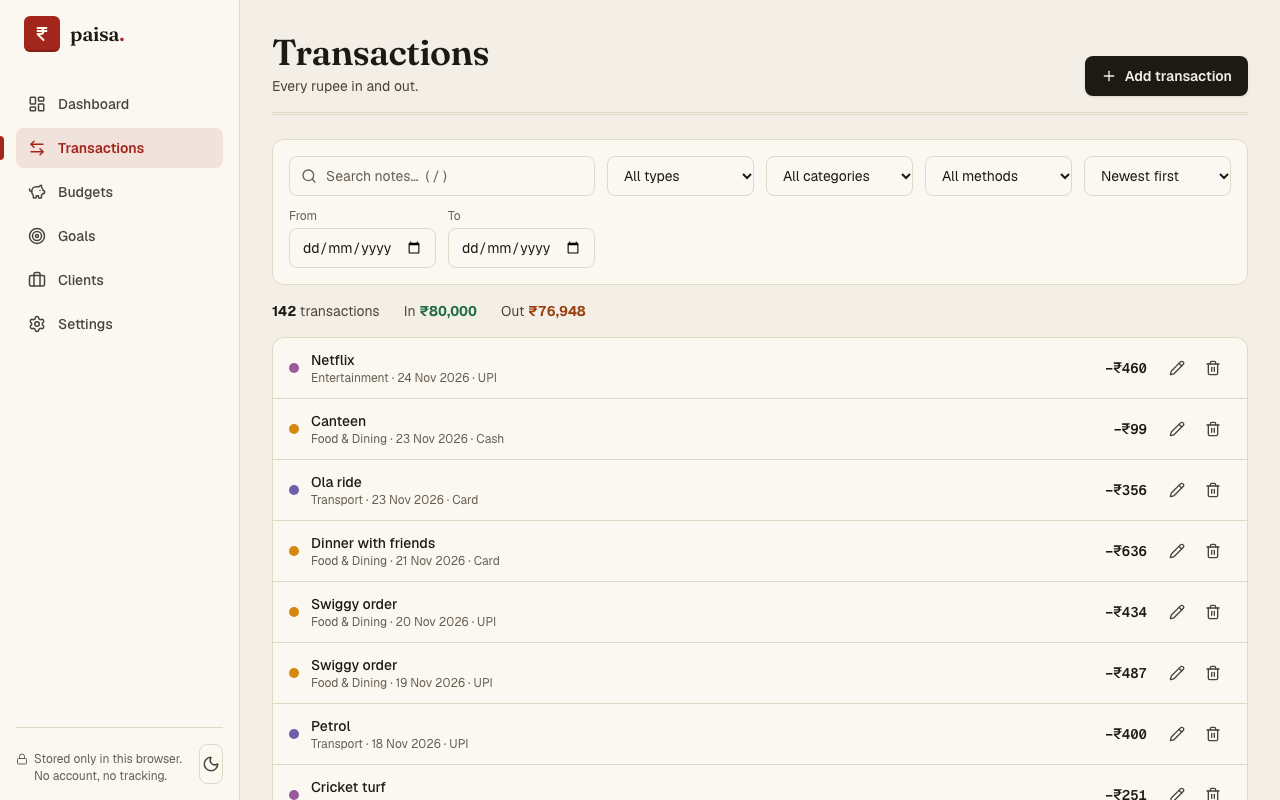 ₹ paisa.
Dashboard
Transactions
Budgets
Goals
Clients
Settings
Stored only in this browser.
No account, no tracking.
Transactions
Every rupee in and out.
Add transaction
Search notes… ( / )
All types
All categories
All methods
Newest first
From
To
dd/mm/yyyy
dd/mm/yyyy
142 transactions In ₹80,000 Out ₹76,948
Netflix
Entertainment · 24 Nov 2026 · UPI
−₹460
Canteen
Food & Dining · 23 Nov 2026 · Cash
−₹99
Ola ride
Transport · 23 Nov 2026 · Card
−₹356
Dinner with friends
Food & Dining · 21 Nov 2026 · Card
−₹636
Swiggy order
Food & Dining · 20 Nov 2026 · UPI
−₹434
Swiggy order
Food & Dining · 19 Nov 2026 · UPI
−₹487
Petrol
Transport · 18 Nov 2026 · UPI
−₹400
Cricket turf
−₹251